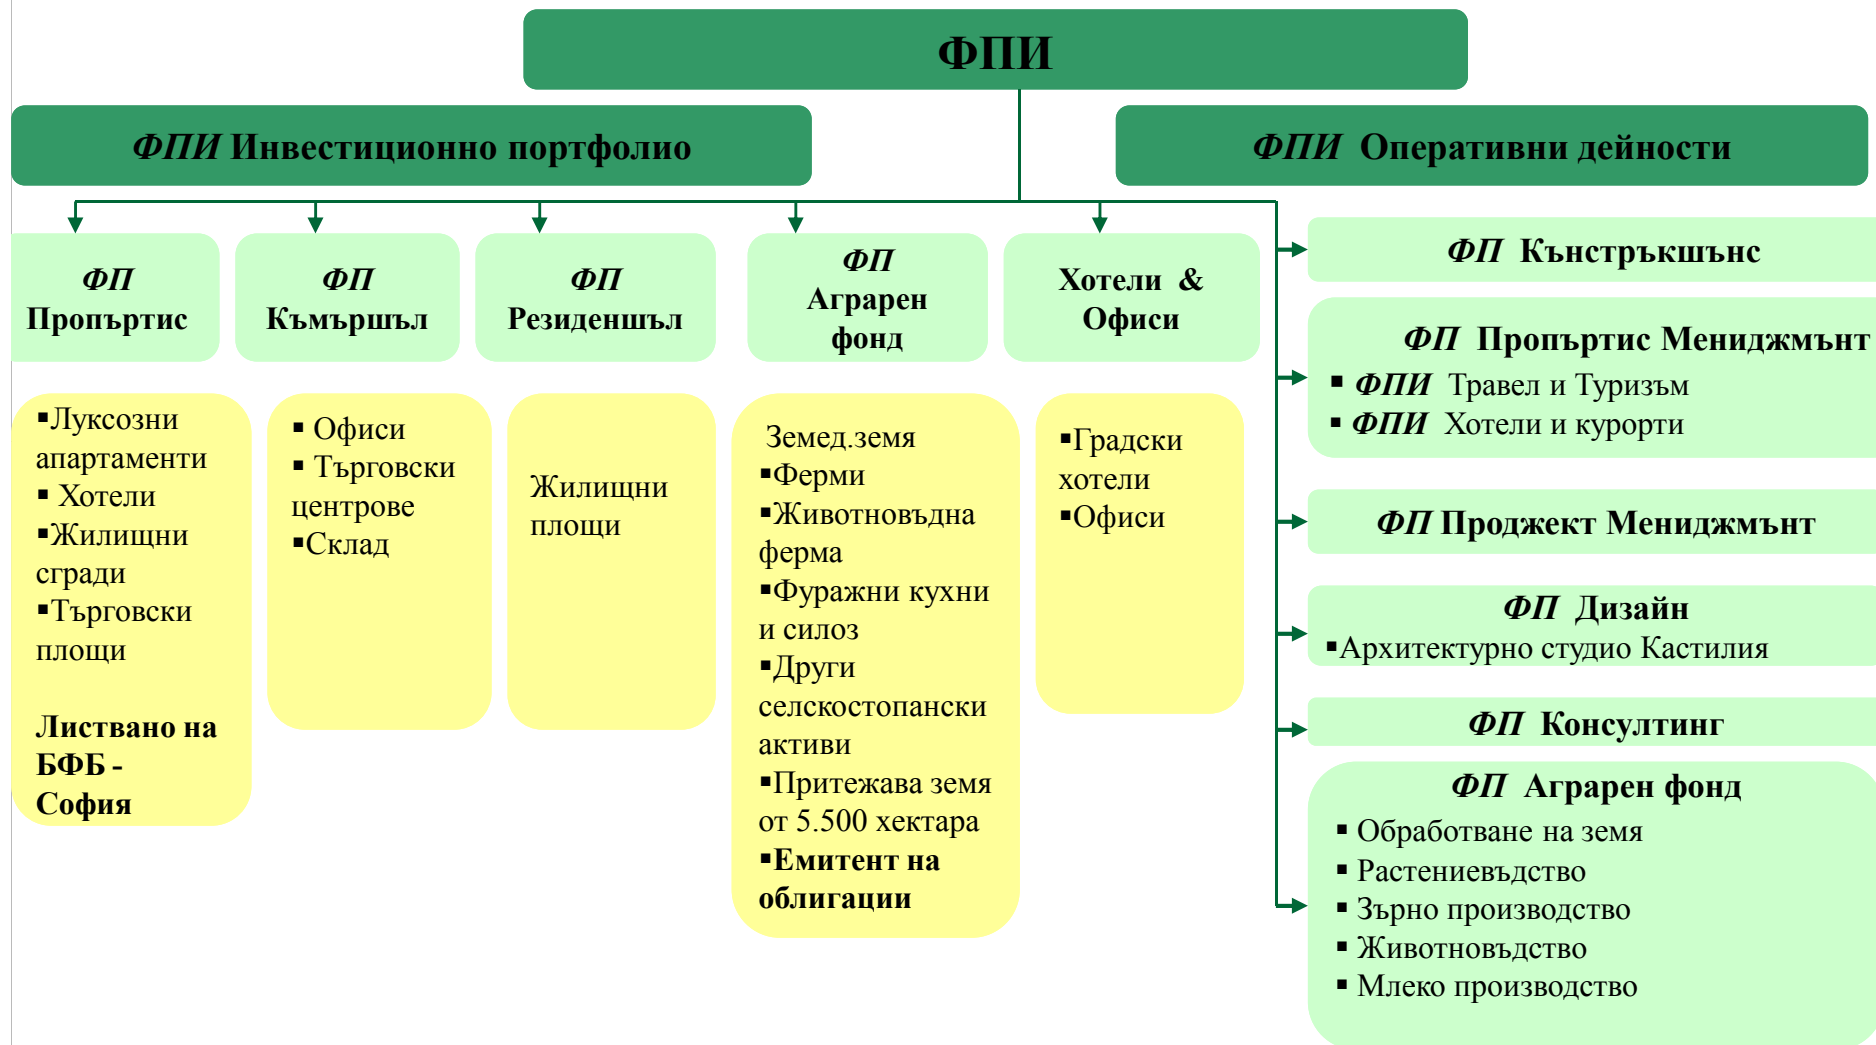 ФПИ
ФПИ Инвестиционно портфолио
ФПИ Оперативни дейности
ФП
Пропъртис
ФП
Къмършъл
ФП
Резиденшъл
ФП
Аграрен
фонд
Хотели &
Офиси
▪Луксозни
апартаменти
▪ Хотели
▪Жилищни
сгради
▪Търговски
площи
Листвано на
БФБ -
София
▪ Офиси
▪ Търговски
центрове
▪Склад
Жилищни
площи
Земед.земя
▪Ферми
▪Животновъдна
ферма
▪Фуражни кухни
и силоз
▪Други
селскостопански
активи
▪Притежава земя
от 5.500 хектара
▪Емитент на
облигации
▪Градски
хотели
▪Офиси
ФП Кънстръкшънс
ФП Пропъртис Мениджмънт
▪ ФПИ Травел и Туризъм
▪ ФПИ Хотели и курорти
ФП Проджект Мениджмънт
ФП Дизайн
▪Архитектурно студио Кастилия
ФП Консултинг
ФП Аграрен фонд
▪ Обработване на земя
▪ Растениевъдство
▪ Зърно производство
▪ Животновъдство
▪ Млеко производство